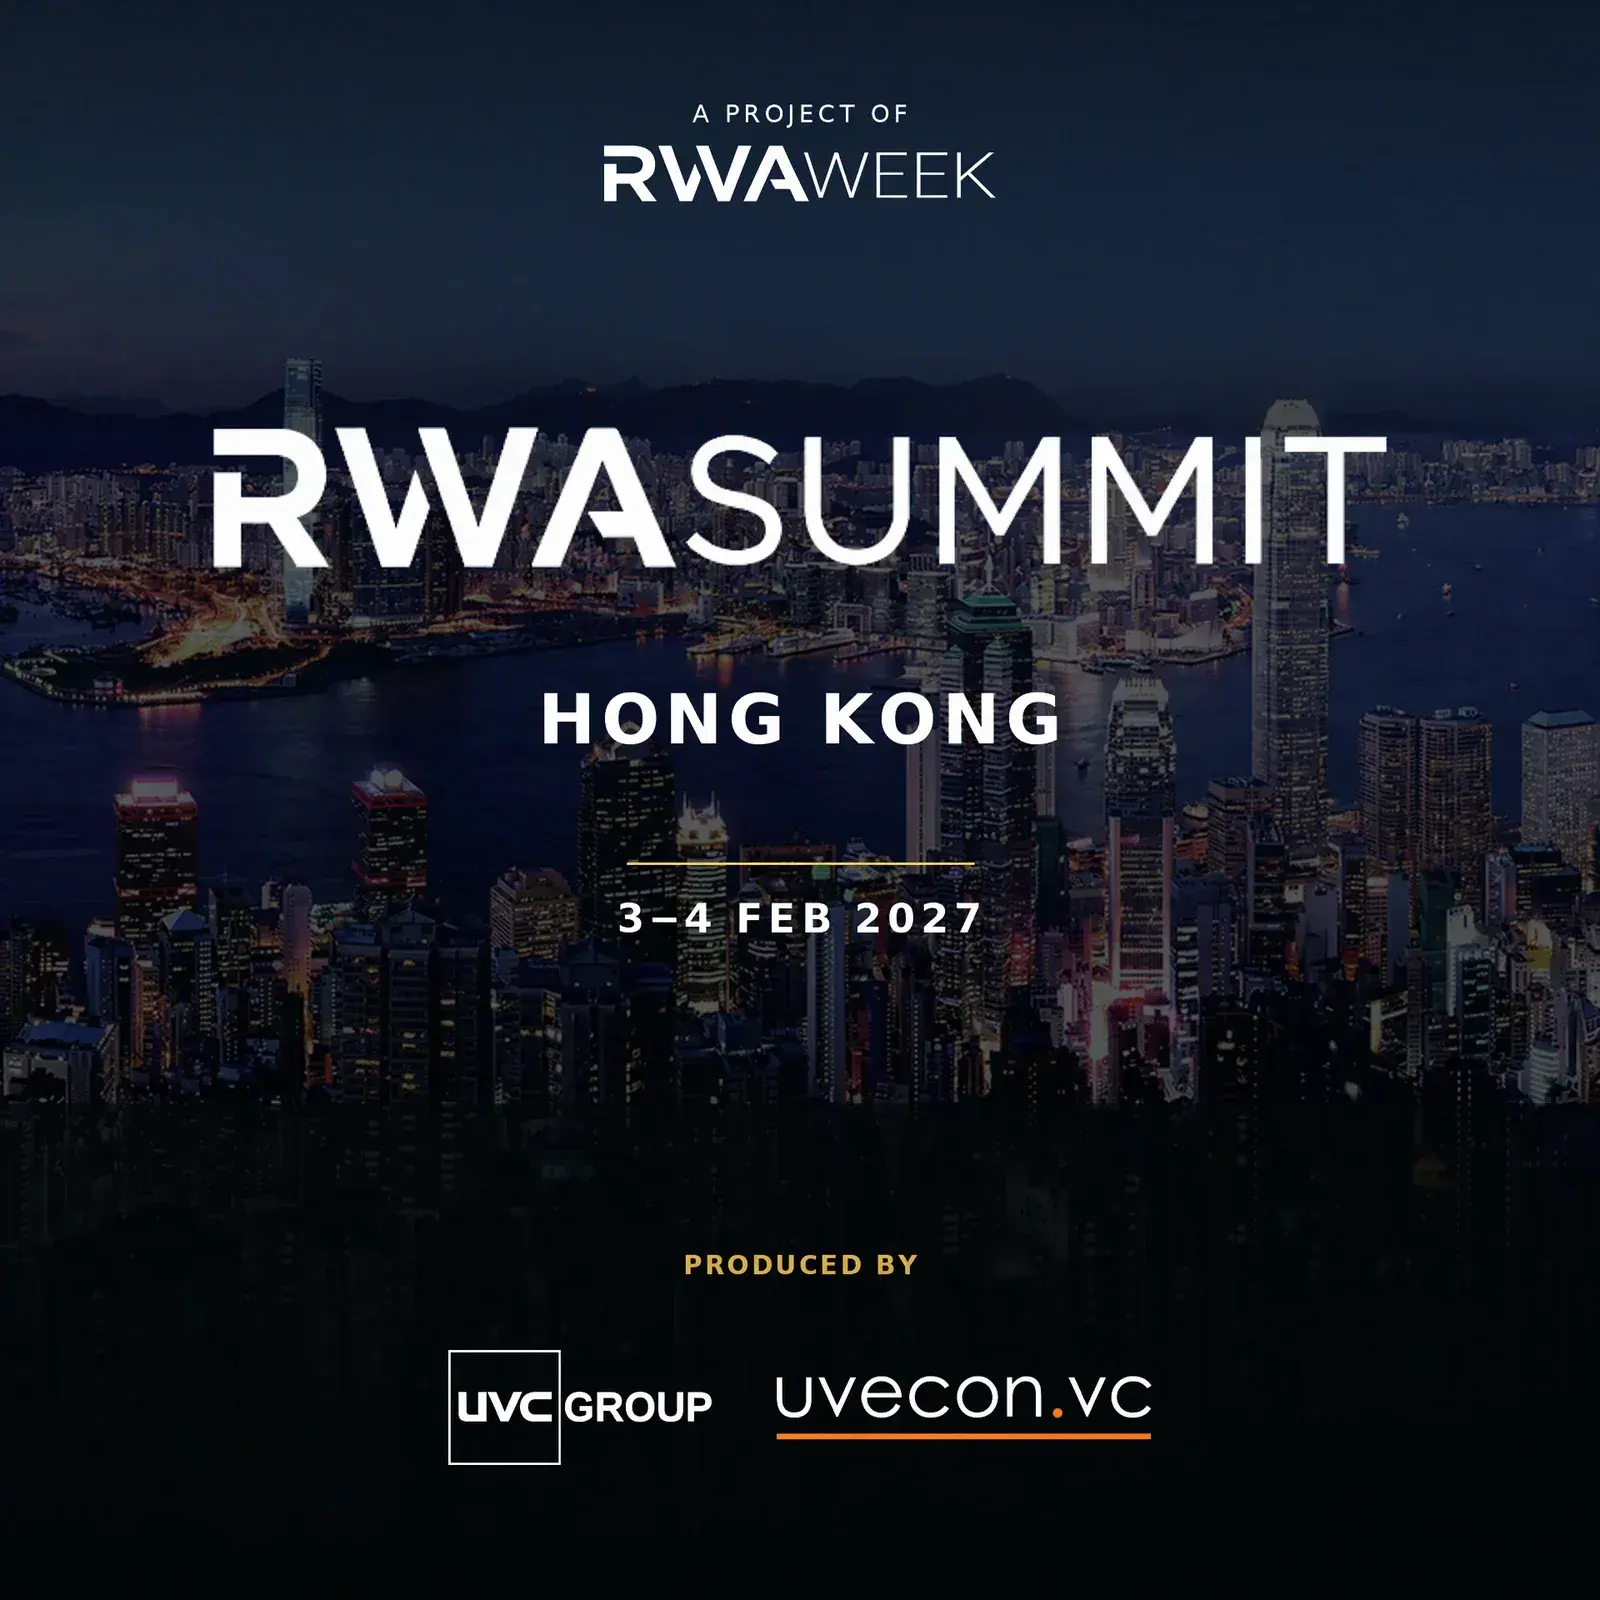 A PROJECT OF
RWAWEEK
RWASUMMIT
HONG KONG
3–4 FEB 2027
PRODUCED BY
uvc GROUP
uvecon.vc